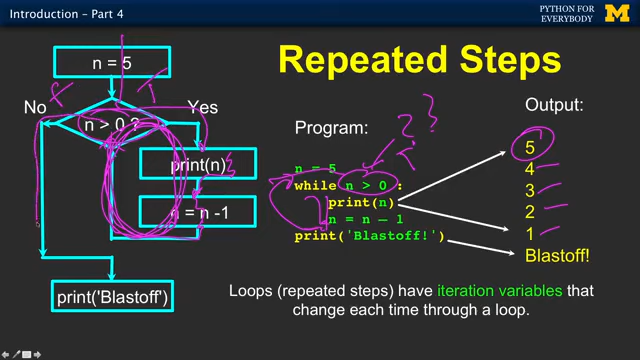 Introduction – Part 4
PYTHON FOR
EVERYBODY
M
Repeated Steps
n = 5
No
Yes
n > 0 ?
print(n)
n = n -1
print('Blastoff')
Program:
n = 5
while n > 0 :
print(n)
n = n – 1
print('Blastoff!')
Output:
5
4
3
2
1
Blastoff!
Loops (repeated steps) have iteration variables that
change each time through a loop.